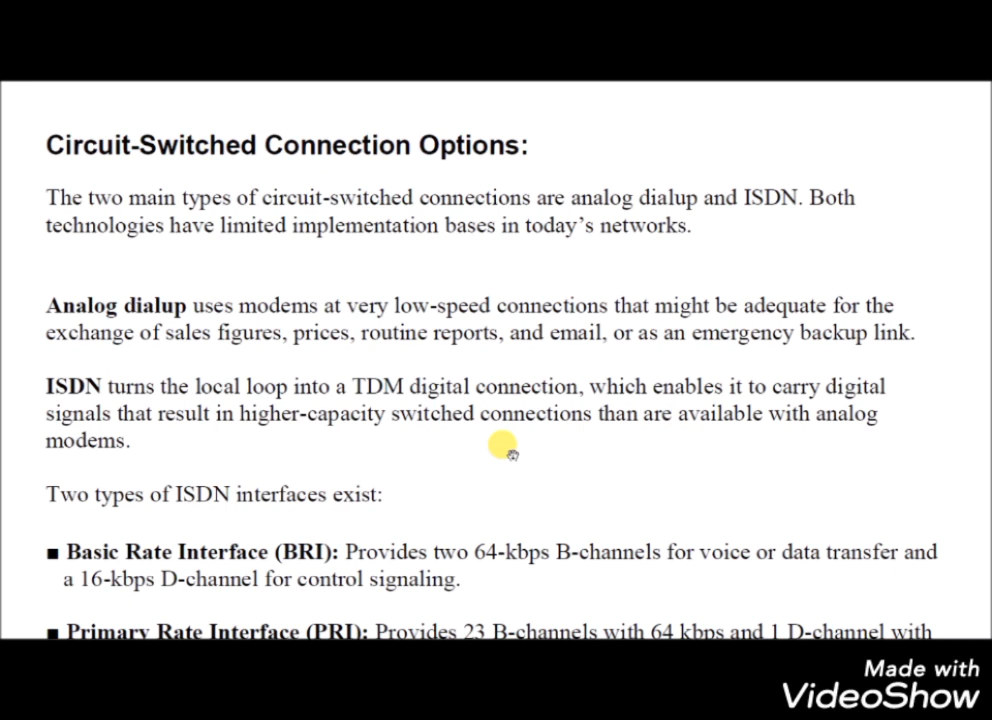 Circuit-Switched Connection Options:
The two main types of circuit-switched connections are analog dialup and ISDN. Both
technologies have limited implementation bases in today’s networks.
Analog dialup uses modems at very low-speed connections that might be adequate for the
exchange of sales figures, prices, routine reports, and email, or as an emergency backup link.
ISDN turns the local loop into a TDM digital connection, which enables it to carry digital
signals that result in higher-capacity switched connections than are available with analog
modems.
Two types of ISDN interfaces exist:
■ Basic Rate Interface (BRI): Provides two 64-kbps B-channels for voice or data transfer and
a 16-kbps D-channel for control signaling.
■ Primary Rate Interface (PRI): Provides 23 B-channels with 64 kbps and 1 D-channel with
Made with
VideoShow